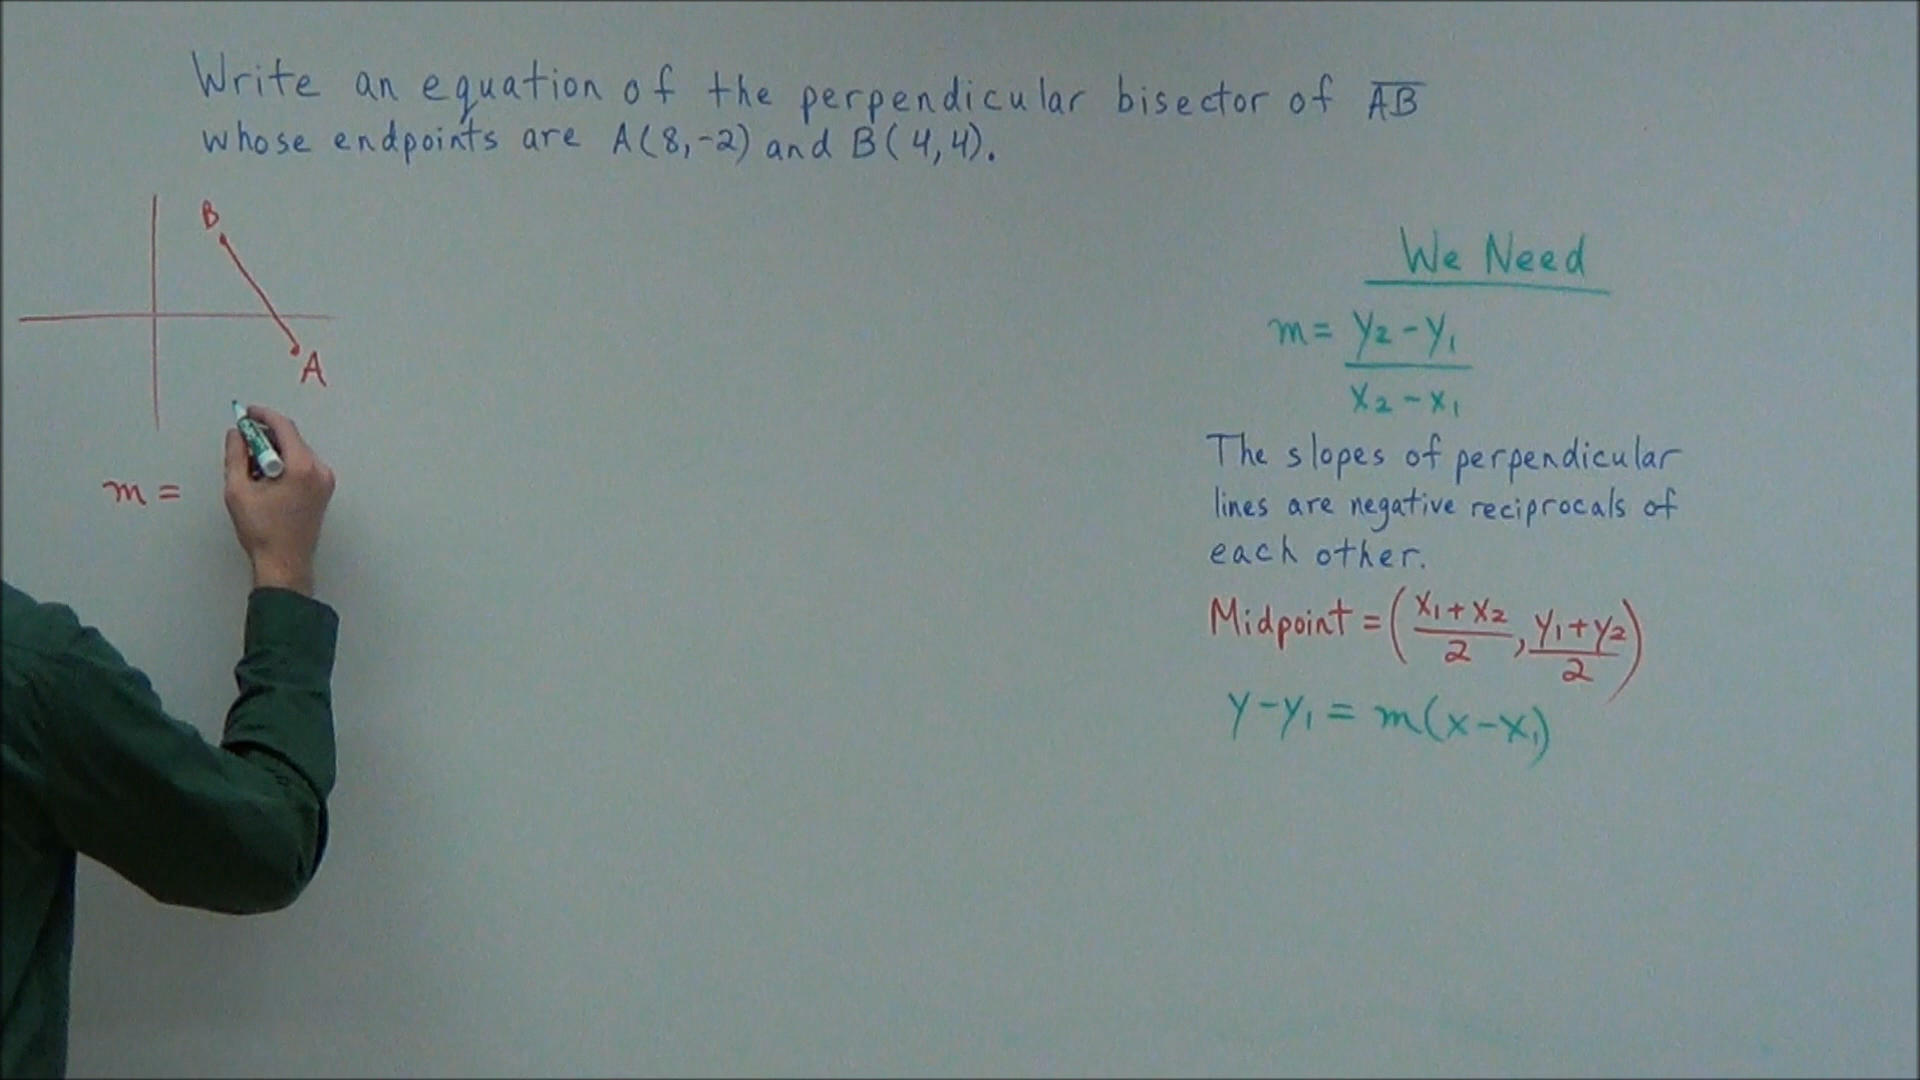 Write an equation of the perpendicular bisector of A̅B̅
whose endpoints are A(8,-2) and B(4,4).
B
A
m =
We Need
m = y₂ - y₁
x₂ - x₁
The slopes of perpendicular
lines are negative reciprocals of
each other.
Midpoint = (x₁ + x₂ / 2, y₁ + y₂ / 2)
y - y₁ = m(x - x₁)